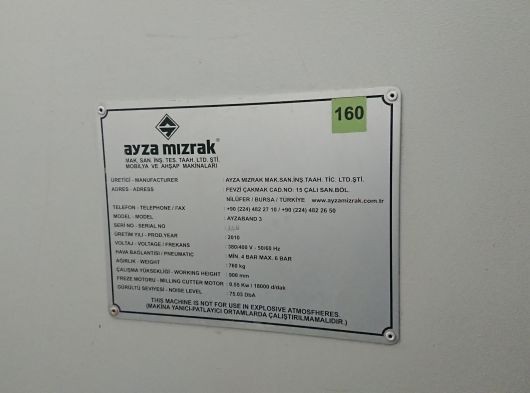 160
ayza mızrak®
MAK. SAN. İNŞ. TES. TAAH. LTD. ŞTİ.
MOBİLYA VE AHŞAP MAKİNALARI
ÜRETİCİ - MANUFACTURER : AYZA MIZRAK MAK.SAN.İNŞ.TAAH. TİC. LTD.ŞTİ.
ADRES - ADRESS : FEVZİ ÇAKMAK CAD.NO: 15 ÇALI SAN.BÖL.
NİLÜFER / BURSA / TÜRKİYE www.ayzamizrak.com.tr
TELEFON - TELEPHONE / FAX : +90 (224) 482 27 10 / +90 (224) 482 26 50
MODEL - MODEL : AYZABAND 3
SERİ NO - SERIAL NO :
ÜRETİM YILI - PROD.YEAR : 2010
VOLTAJ - VOLTAGE / FREKANS : 380/400 V - 50/60 Hz
HAVA BAĞLANTISI / PNEUMATIC : MİN. 4 BAR MAX. 6 BAR
AĞIRLIK - WEIGHT : 760 kg
ÇALIŞMA YÜKSEKLİĞİ - WORKING HEIGHT : 900 mm
FREZE MOTORU - MILLING CUTTER MOTOR : 0.55 Kw / 18000 d/dak
GÜRÜLTÜ SEVİYESİ - NOISE LEVEL : 75.03 DbA
THIS MACHINE IS NOT FOR USE IN EXPLOSIVE ATMOSFHERES.
(MAKİNA YANICI-PATLAYICI ORTAMLARDA ÇALIŞTIRILMAMALIDIR.)